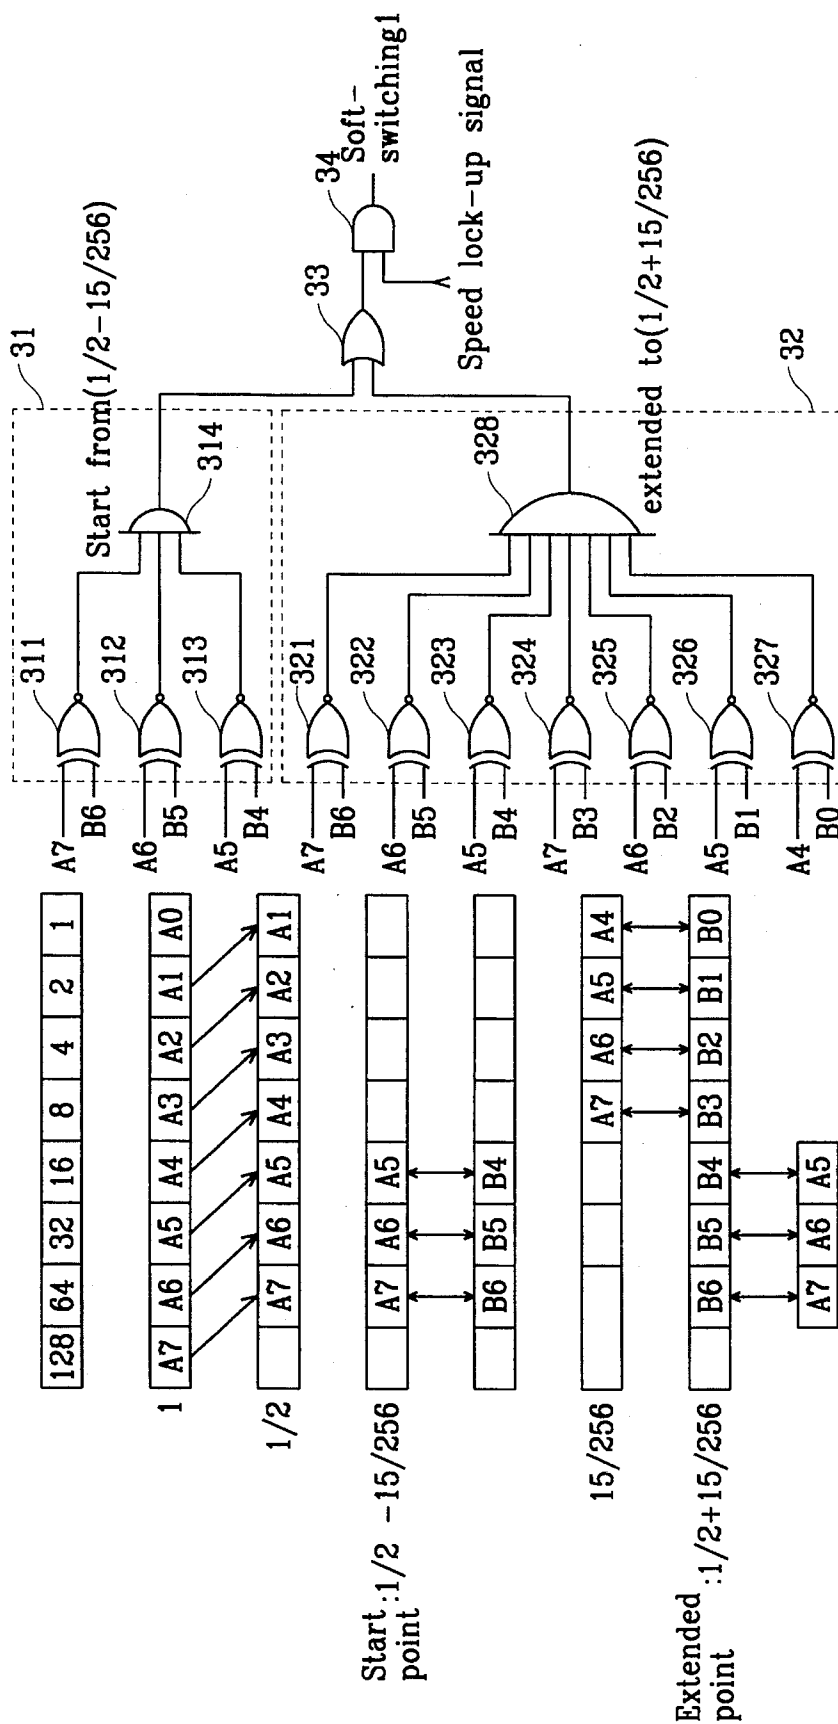 128 64 32 16 8 4 2 1
1 A7 A6 A5 A4 A3 A2 A1 A0
1/2 A7 A6 A5 A4 A3 A2 A1
Start point :1/2 -15/256 A7 A6 A5
B6 B5 B4
15/256 A7 A6 A5 A4
Extended point :1/2+15/256 B6 B5 B4 B3 B2 B1 B0
A7 A6 A5
A7
B6
311
A6
B5
312
A5
B4
313
314
Start from(1/2-15/256)
31
A7
B6
321
A6
B5
322
A5
B4
323
A7
B3
324
A6
B2
325
A5
B1
326
A4
B0
327
328
extended to(1/2+15/256)
32
33
34
Soft-
switching1
Speed lock-up signal